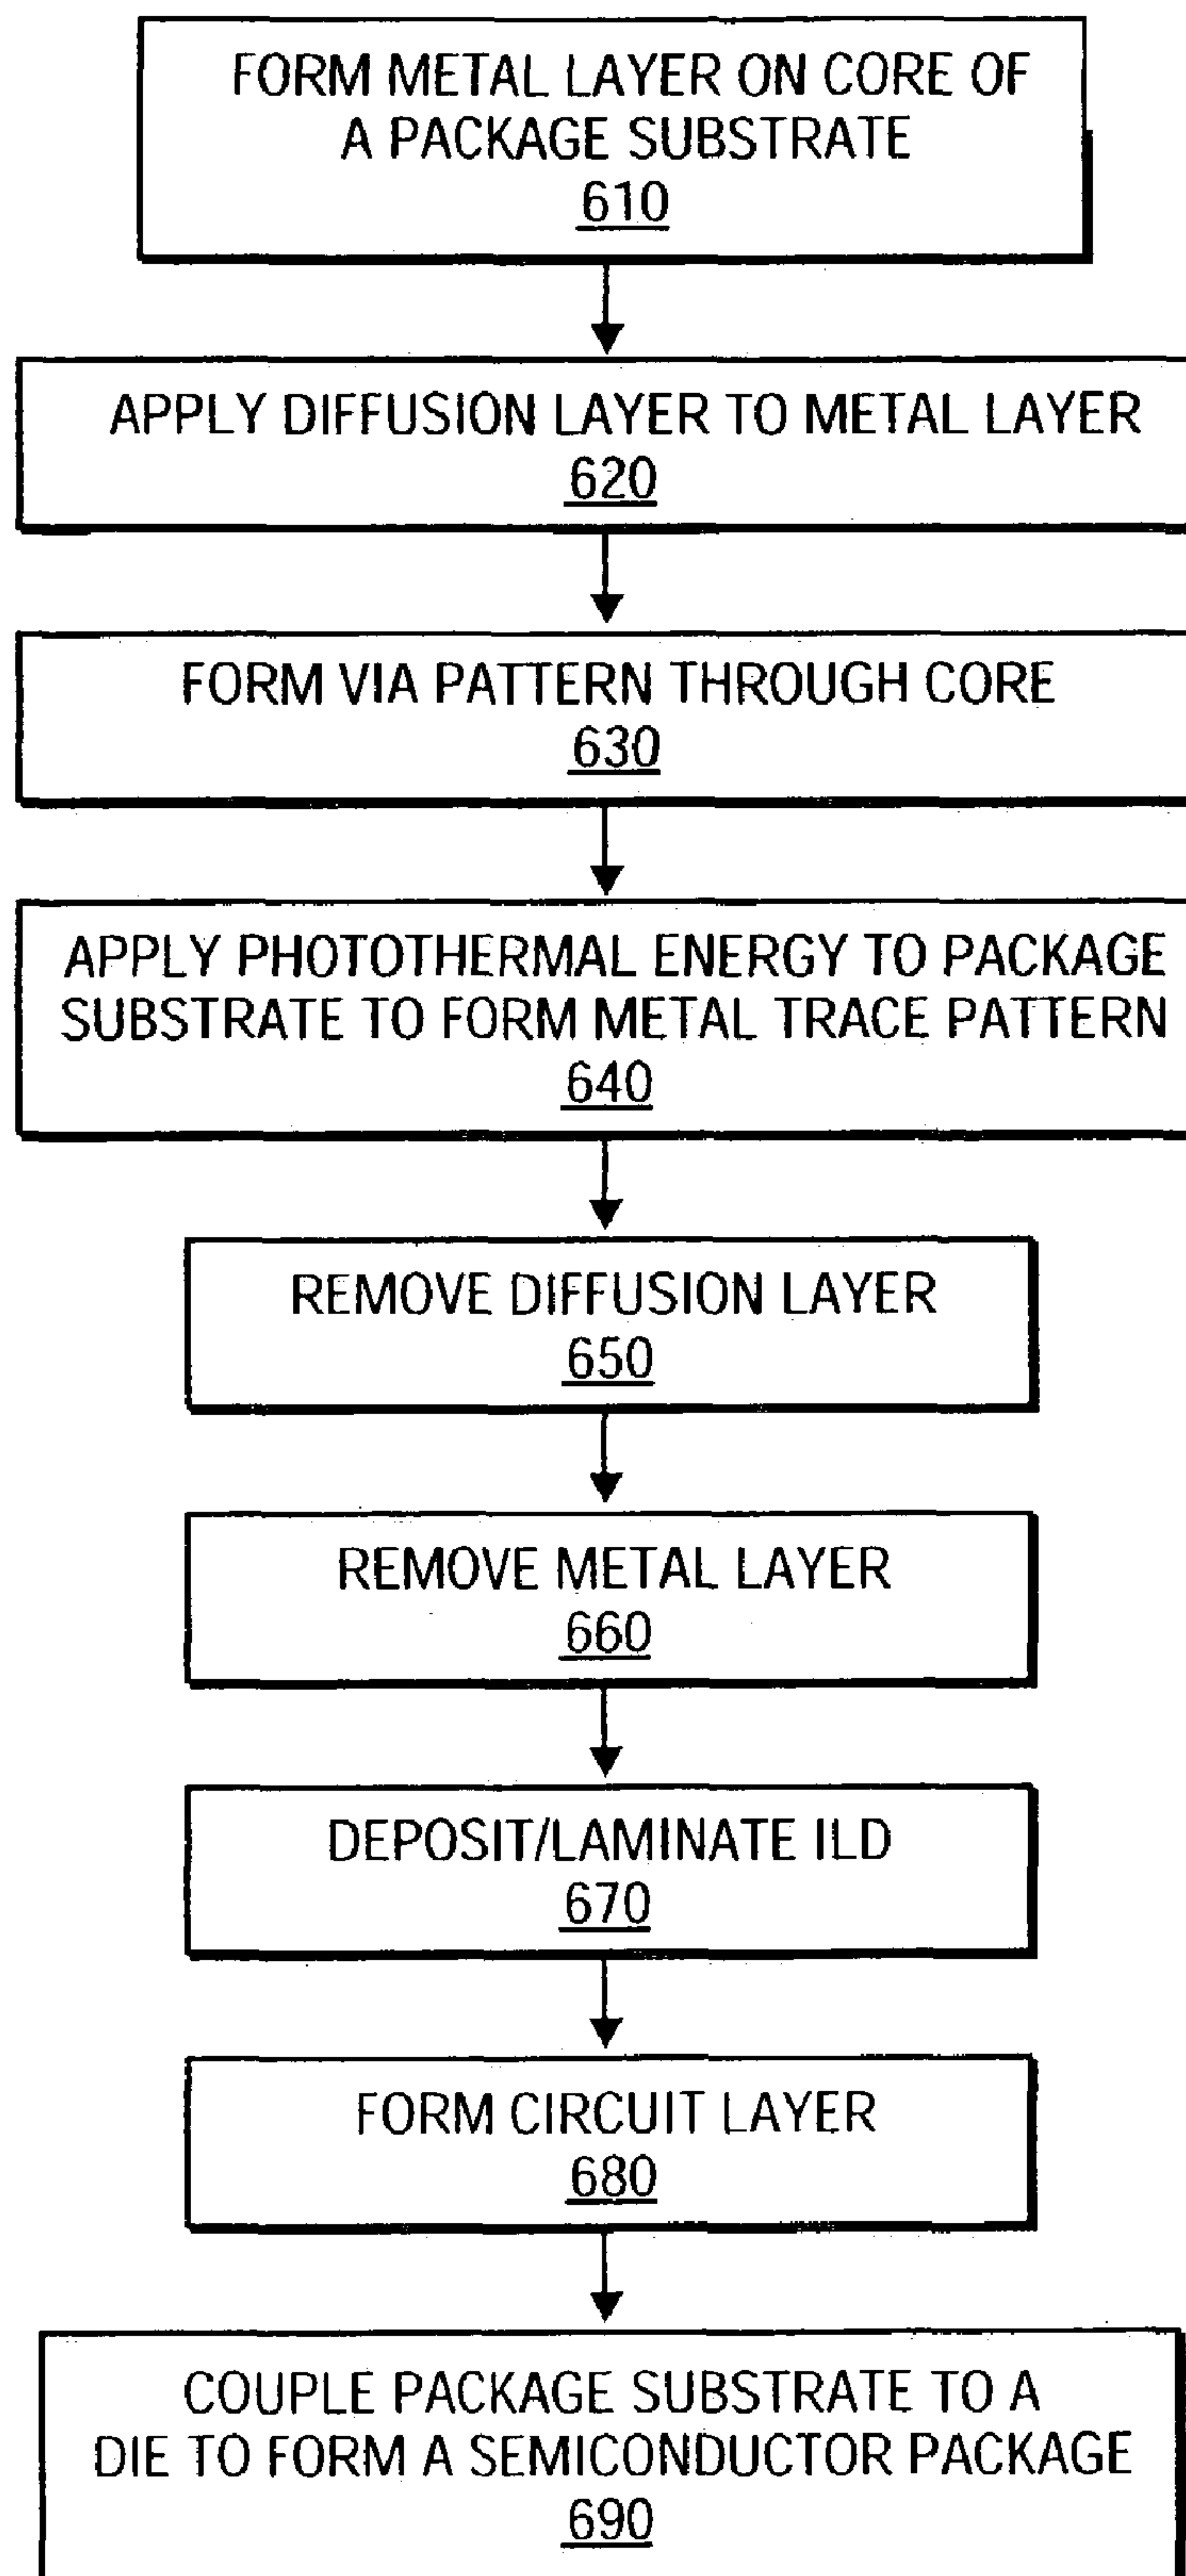 FORM METAL LAYER ON CORE OF
A PACKAGE SUBSTRATE
610
APPLY DIFFUSION LAYER TO METAL LAYER
620
FORM VIA PATTERN THROUGH CORE
630
APPLY PHOTOTHERMAL ENERGY TO PACKAGE
SUBSTRATE TO FORM METAL TRACE PATTERN
640
REMOVE DIFFUSION LAYER
650
REMOVE METAL LAYER
660
DEPOSIT/LAMINATE ILD
670
FORM CIRCUIT LAYER
680
COUPLE PACKAGE SUBSTRATE TO A
DIE TO FORM A SEMICONDUCTOR PACKAGE
690